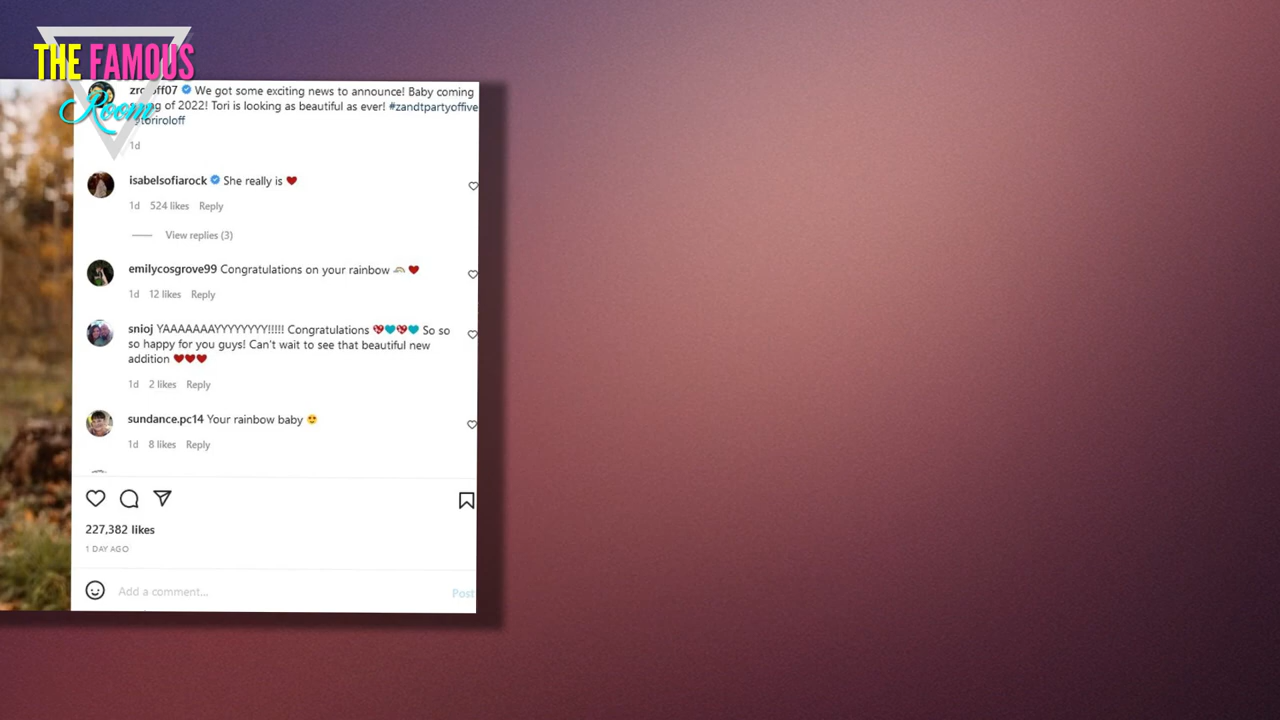 THE FAMOUS
Room
We got some exciting news to announce! Baby coming
of 2022! Tori is looking as beautiful as ever! #zandtpartyoffive
toriroloff
1d
isabelsofiarock She really is ❤️
1d 524 likes Reply
View replies (3)
emilycosgrove99 Congratulations on your rainbow 🌈 ❤️
1d 12 likes Reply
snioj YAAAAAAAYYYYYYYY!!!!! Congratulations 💖💙💖💙 So so
so happy for you guys! Can't wait to see that beautiful new
addition ❤️❤️❤️
1d 2 likes Reply
sundance.pc14 Your rainbow baby 😍
1d 8 likes Reply
227,382 likes
1 DAY AGO
Add a comment...
Post